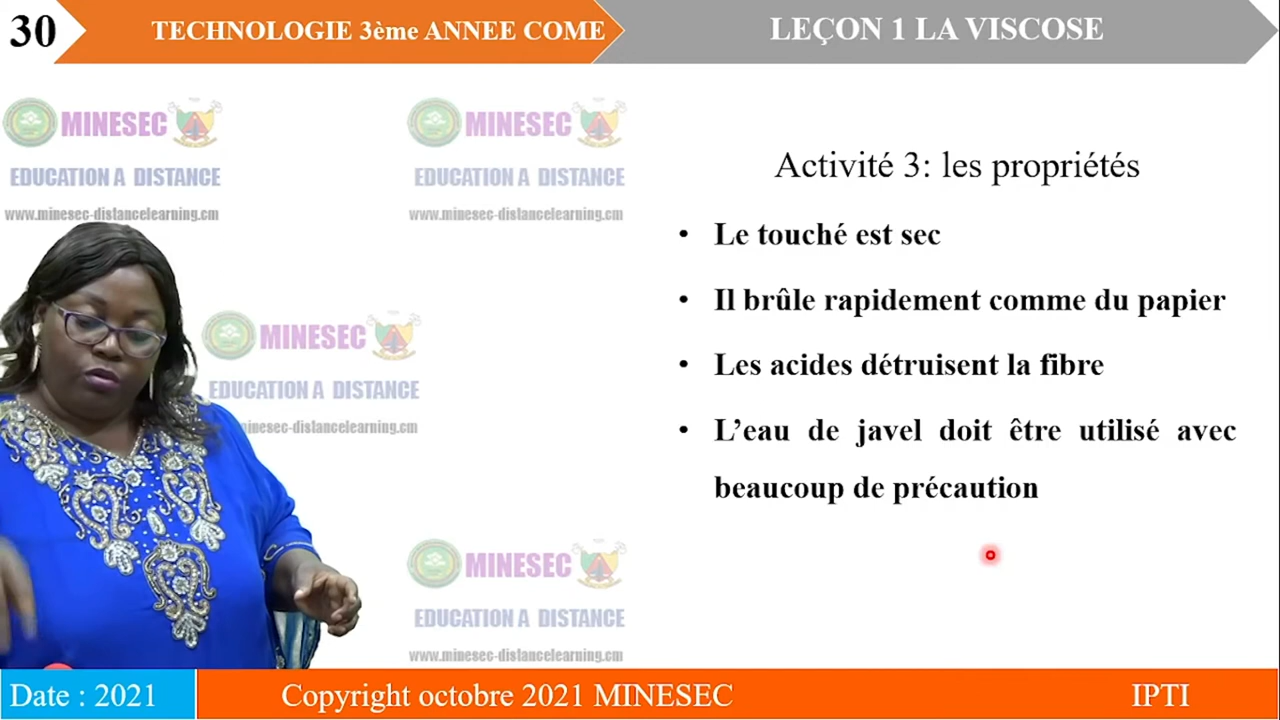 30
TECHNOLOGIE 3ème ANNEE COME
LEÇON 1 LA VISCOSE
MINESEC
EDUCATION A DISTANCE
www.minesec-distancelearning.cm
MINESEC
EDUCATION A DISTANCE
www.minesec-distancelearning.cm
Activité 3: les propriétés
• Le touché est sec
• Il brûle rapidement comme du papier
• Les acides détruisent la fibre
• L’eau de javel doit être utilisé avec
beaucoup de précaution
MINESEC
EDUCATION A DISTANCE
minesec-distancelearning.cm
MINESEC
EDUCATION A DISTANCE
www.minesec-distancelearning.cm
Date : 2021
Copyright octobre 2021 MINESEC
IPTI